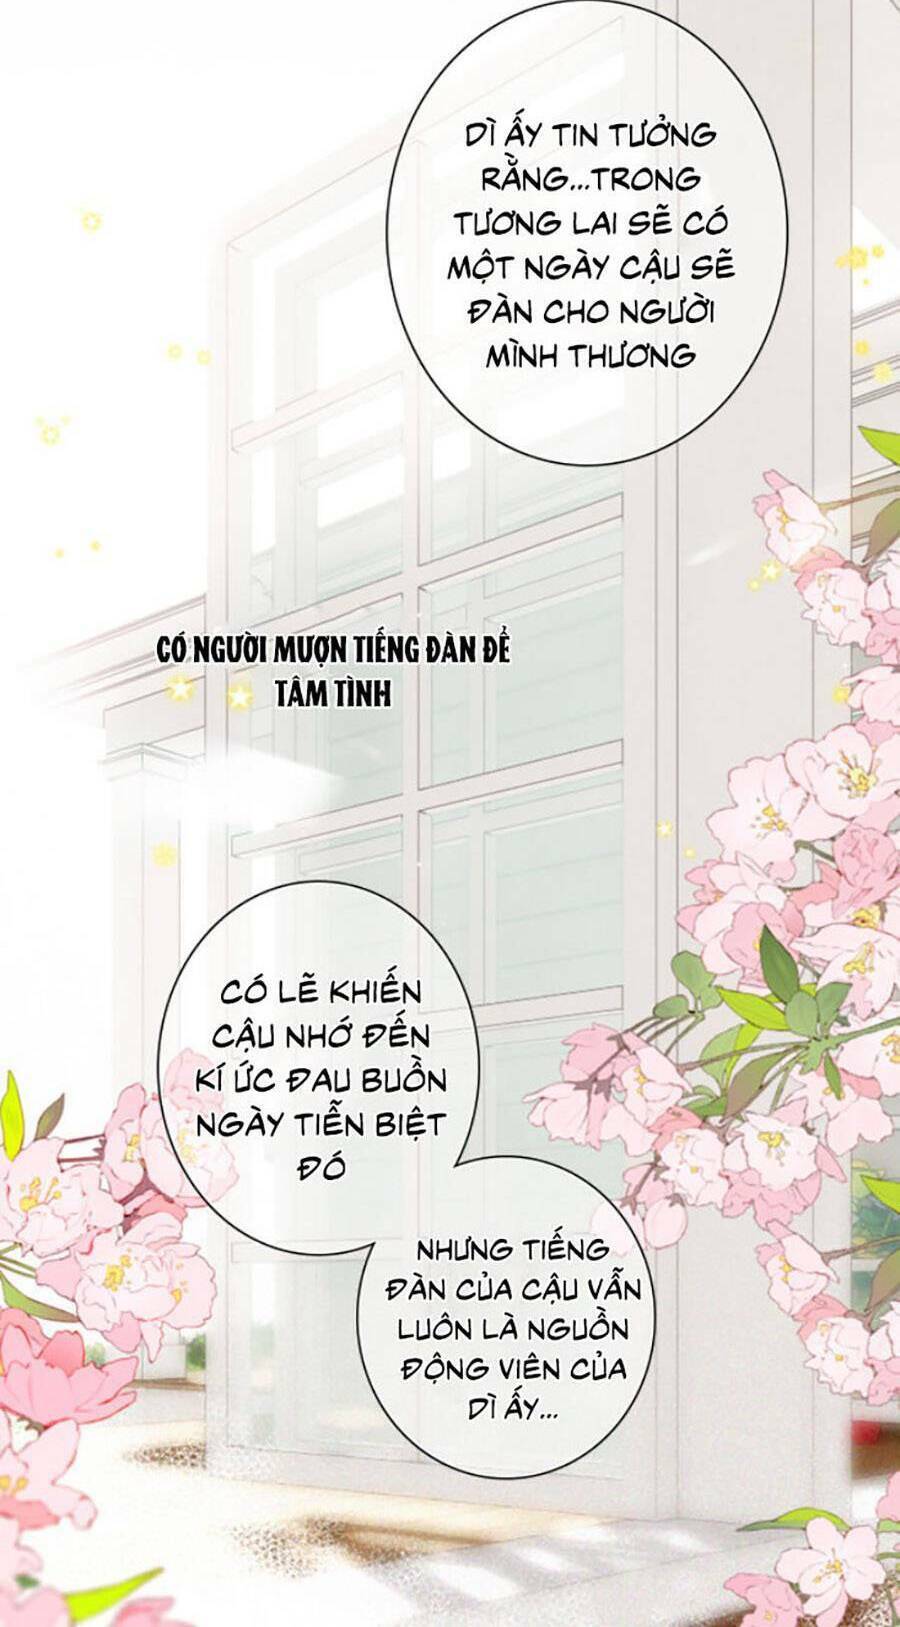 DÌ ẤY TIN TƯỞNG
RẰNG...TRONG
TƯƠNG LAI SẼ CÓ
MỘT NGÀY CẬU SẼ
ĐÀN CHO NGƯỜI
MÌNH THƯƠNG
CÓ NGƯỜI MƯỢN TIẾNG ĐÀN ĐỂ
TÂM TÌNH
CÓ LẼ KHIẾN
CẬU NHỚ ĐẾN
KÍ ỨC ĐAU BUỒN
NGÀY TIỄN BIỆT
ĐÓ
NHƯNG TIẾNG
ĐÀN CỦA CẬU VẪN
LUÔN LÀ NGUỒN
ĐỘNG VIÊN CỦA
DÌ ẤY...